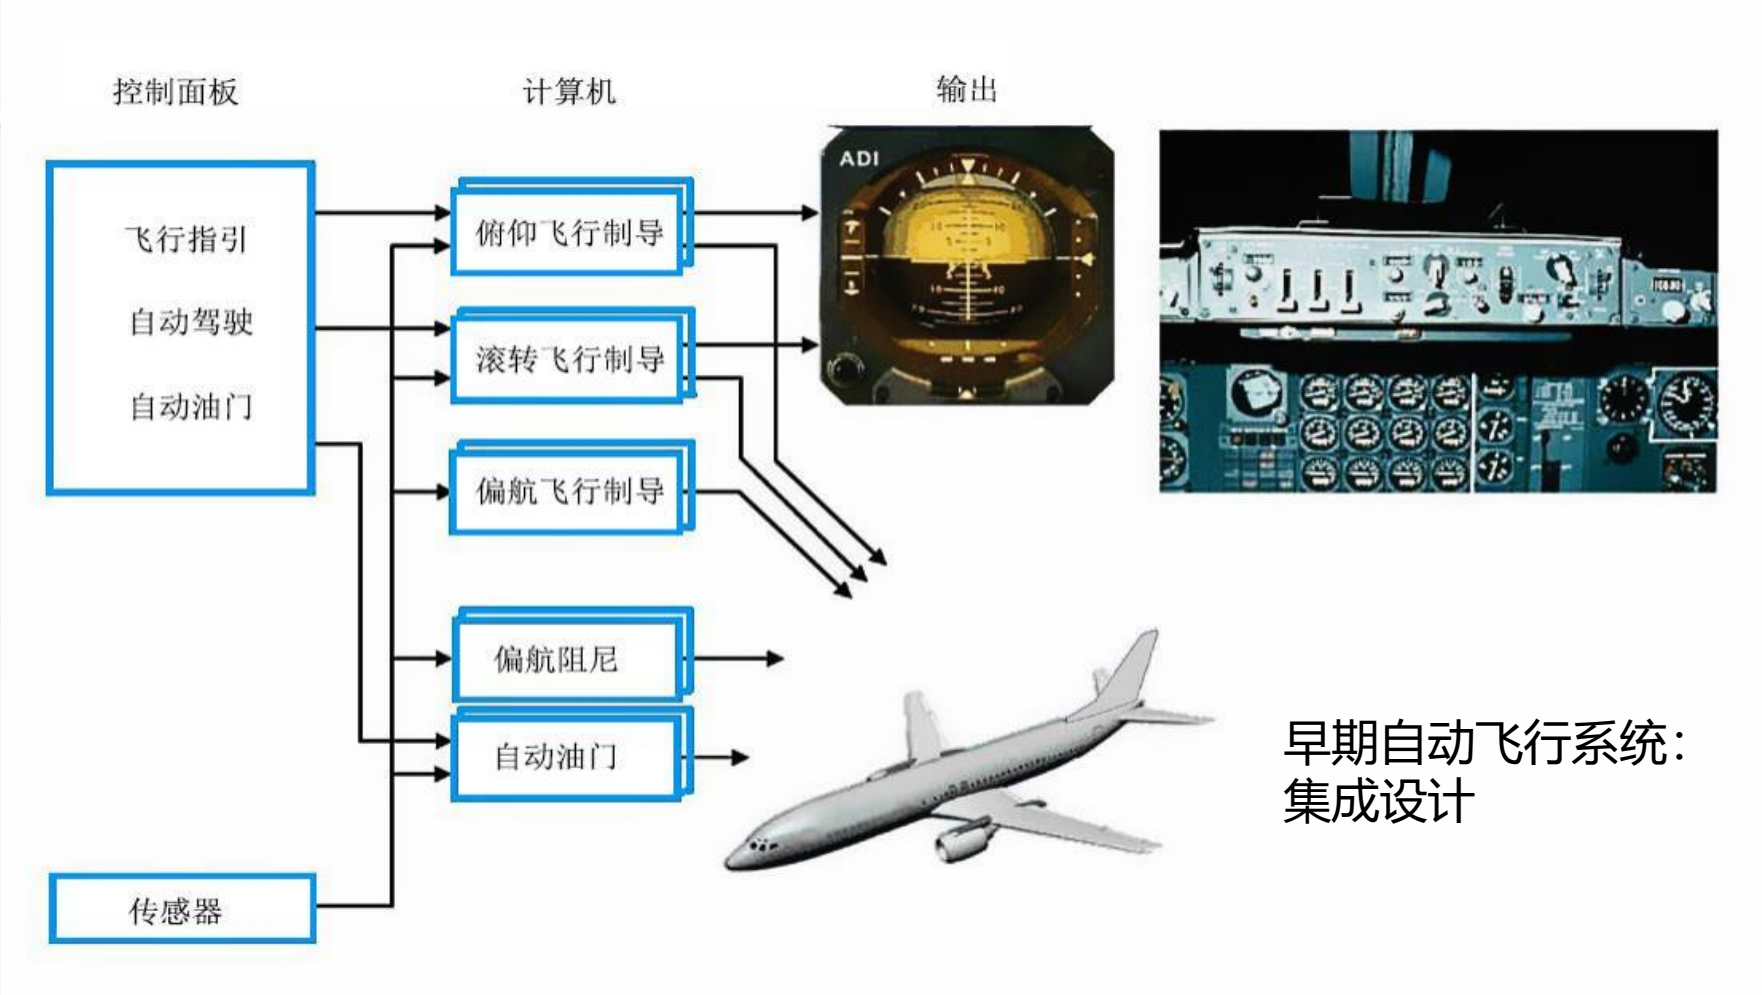 控制面板
计算机
输出
飞行指引
自动驾驶
自动油门
俯仰飞行制导
滚转飞行制导
偏航飞行制导
偏航阻尼
自动油门
传感器
ADI
早期自动飞行系统：
集成设计